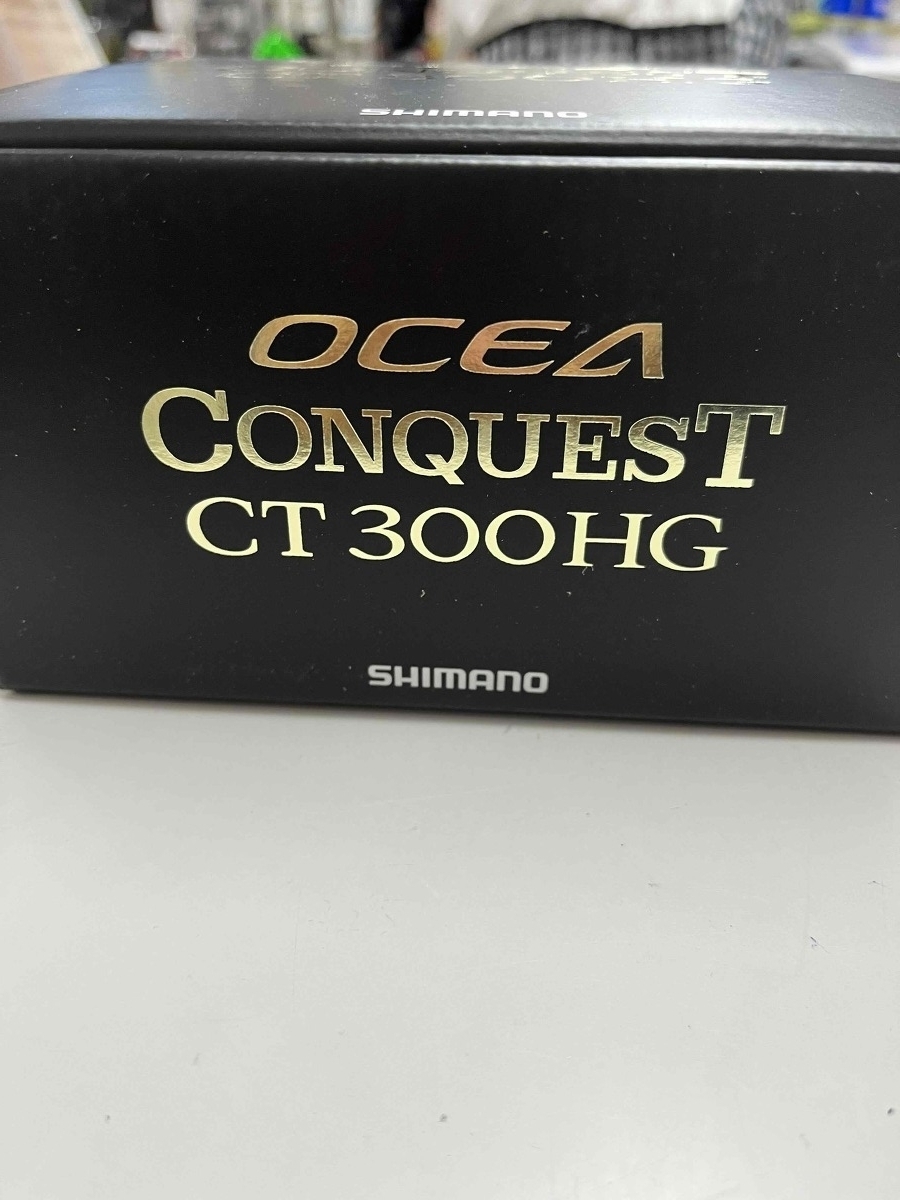 SHIMANO
OCEA
CONQUEST
CT 300HG
SHIMANO